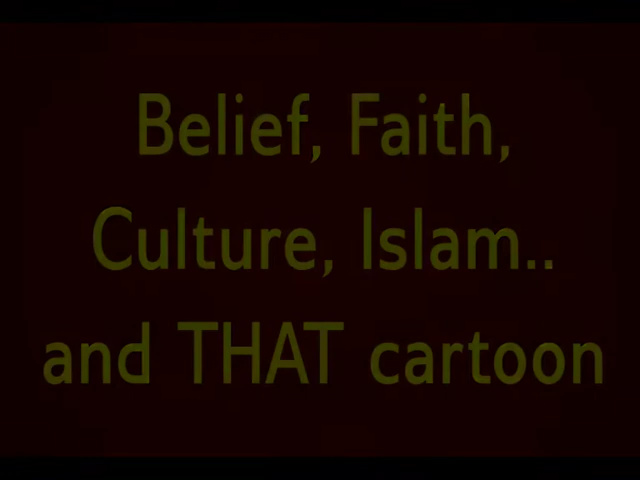 Belief, Faith,
Culture, Islam..
and THAT cartoon